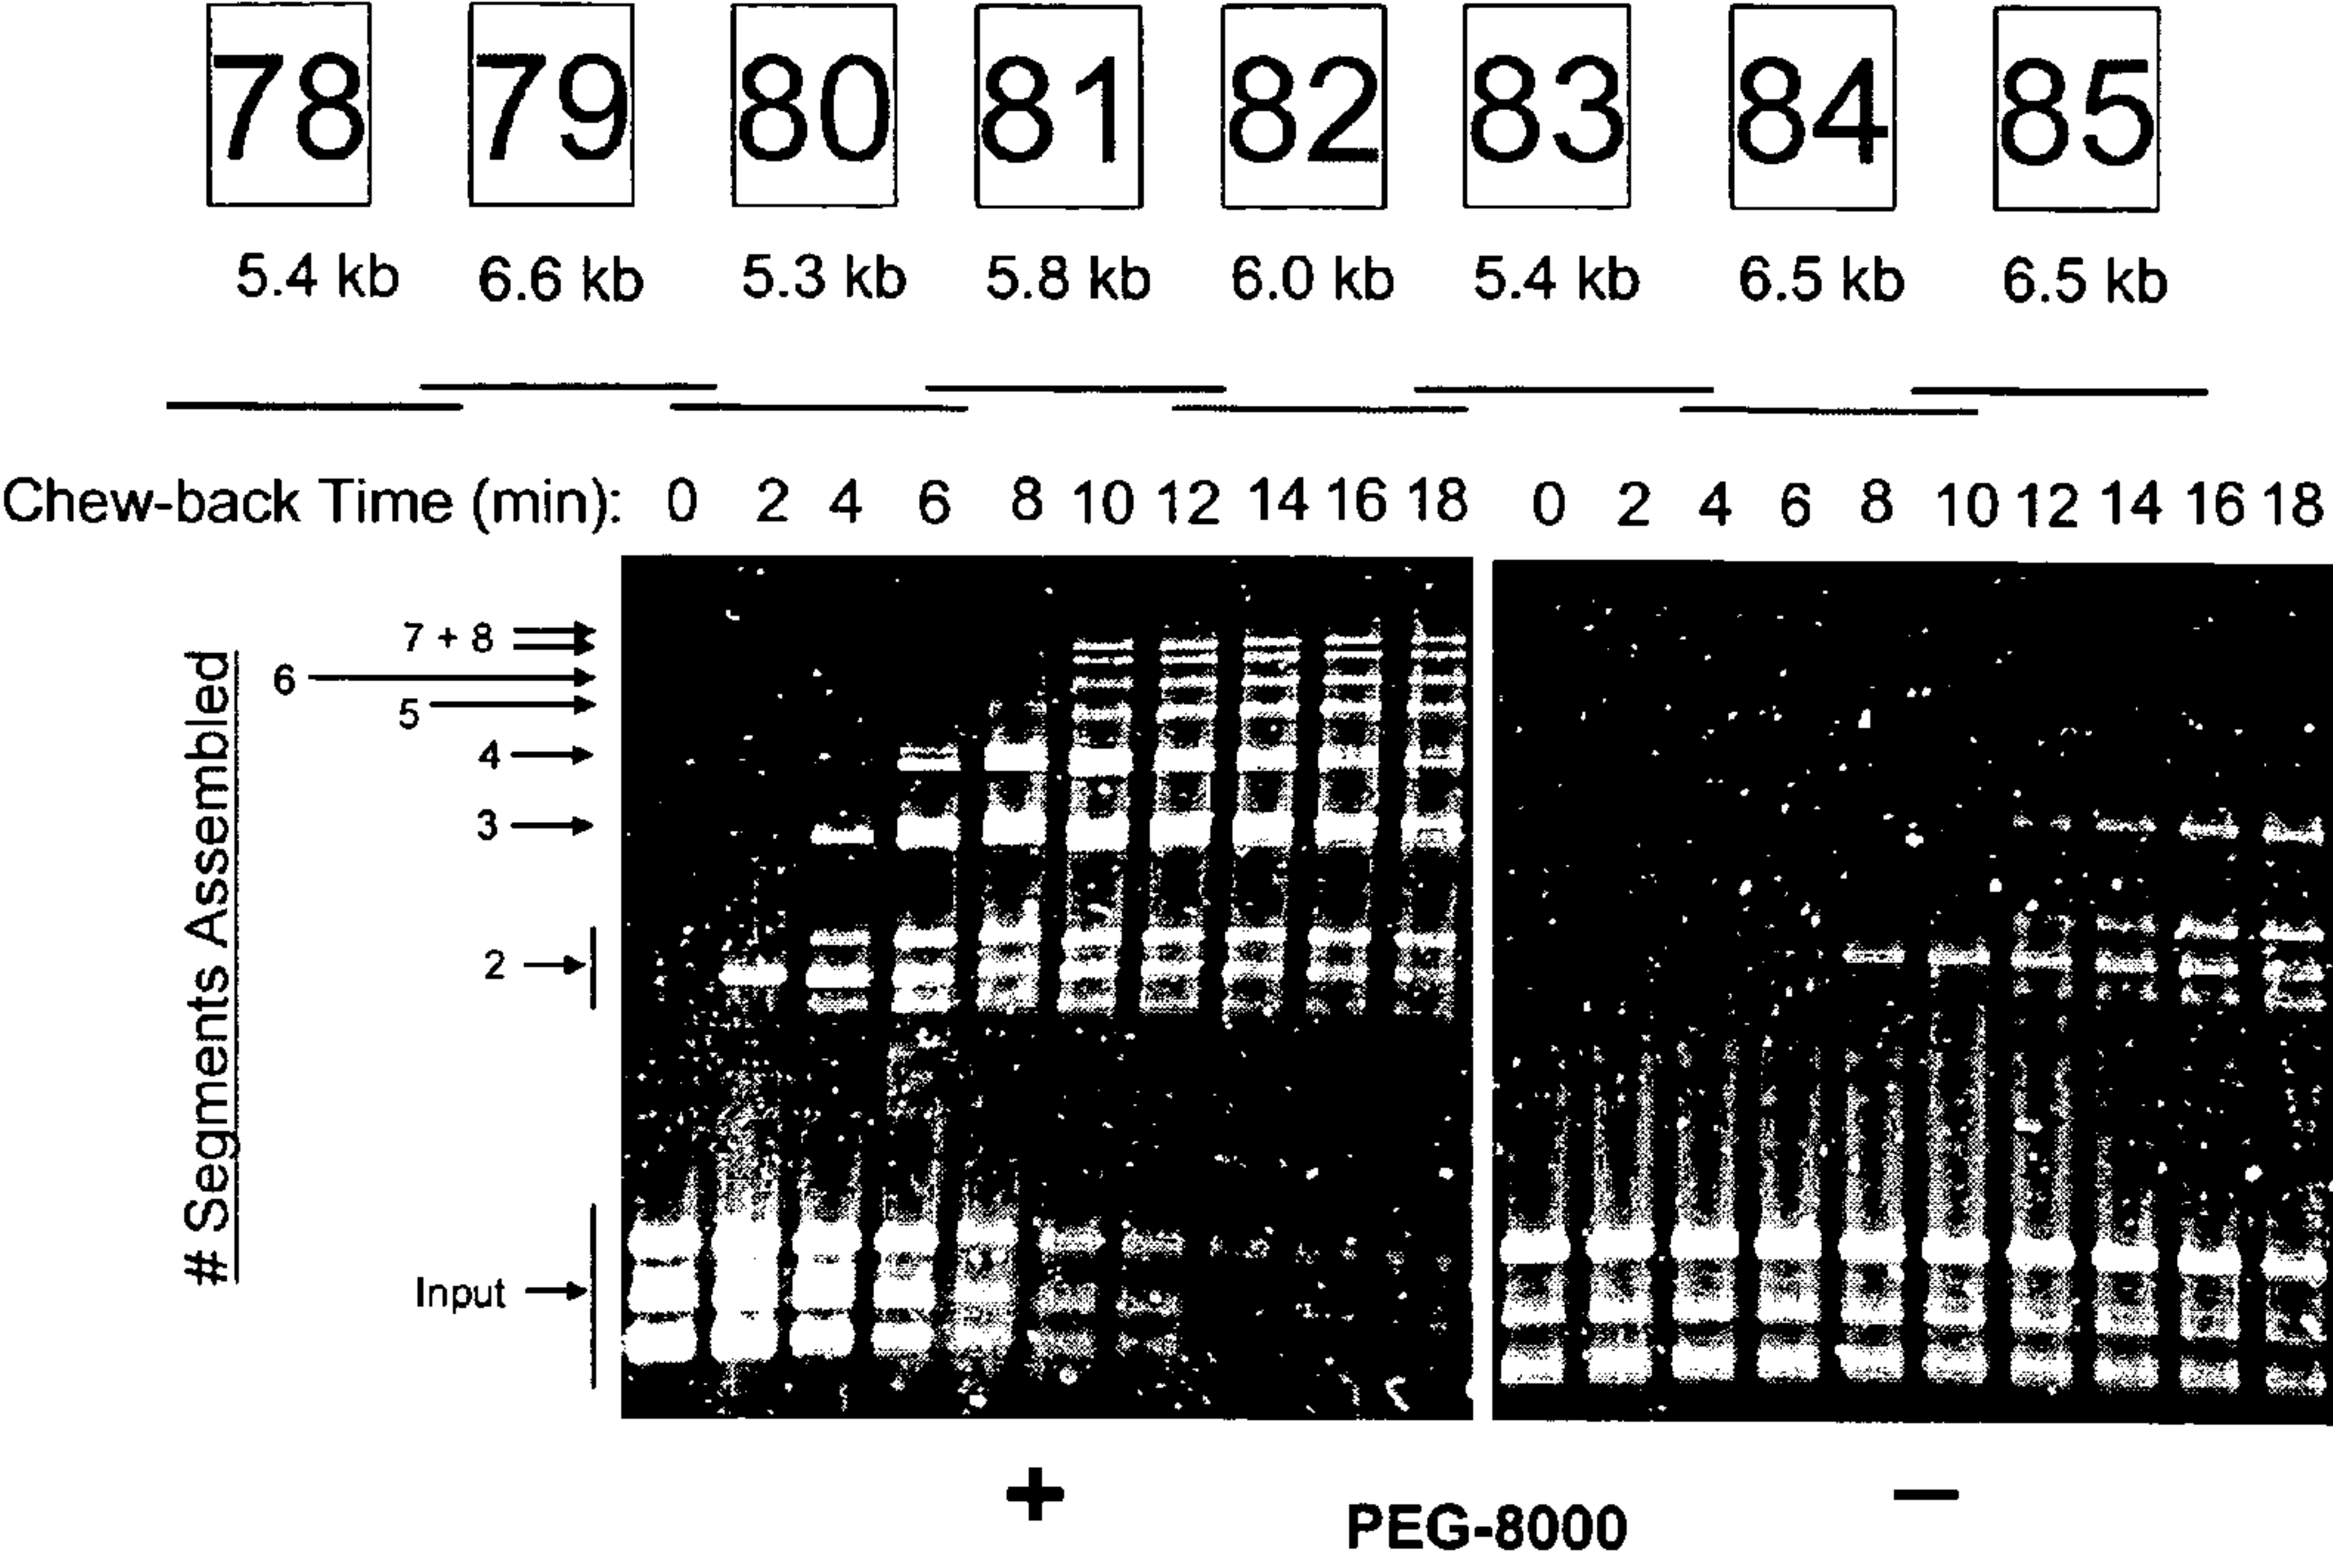 78 79 80 81 82 83 84 85
5.4 kb 6.6 kb 5.3 kb 5.8 kb 6.0 kb 5.4 kb 6.5 kb 6.5 kb
Chew-back Time (min): 0 2 4 6 8 10 12 14 16 18 0 2 4 6 8 10 12 14 16 18
# Segments Assembled
7 + 8
6
5
4
3
2
Input
+ −
PEG-8000